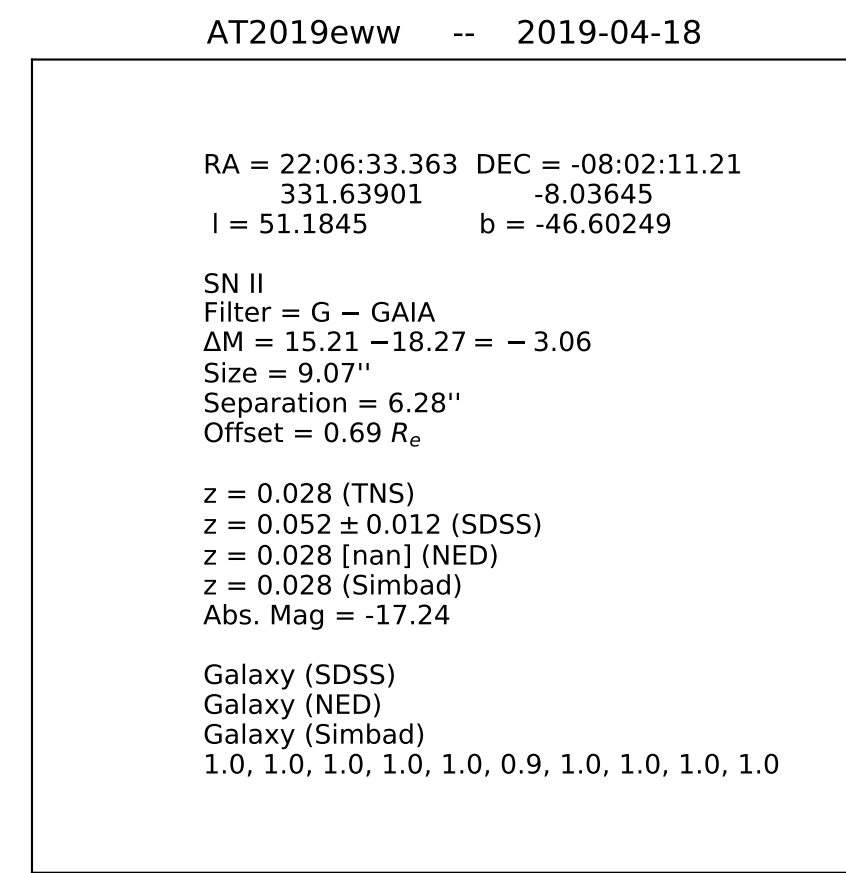 AT2019eww -- 2019-04-18
RA = 22:06:33.363 DEC = -08:02:11.21
331.63901 -8.03645
l = 51.1845 b = -46.60249
SN II
Filter = G − GAIA
ΔM = 15.21 −18.27 = − 3.06
Size = 9.07''
Separation = 6.28''
Offset = 0.69 Rₑ
z = 0.028 (TNS)
z = 0.052 ± 0.012 (SDSS)
z = 0.028 [nan] (NED)
z = 0.028 (Simbad)
Abs. Mag = -17.24
Galaxy (SDSS)
Galaxy (NED)
Galaxy (Simbad)
1.0, 1.0, 1.0, 1.0, 1.0, 0.9, 1.0, 1.0, 1.0, 1.0